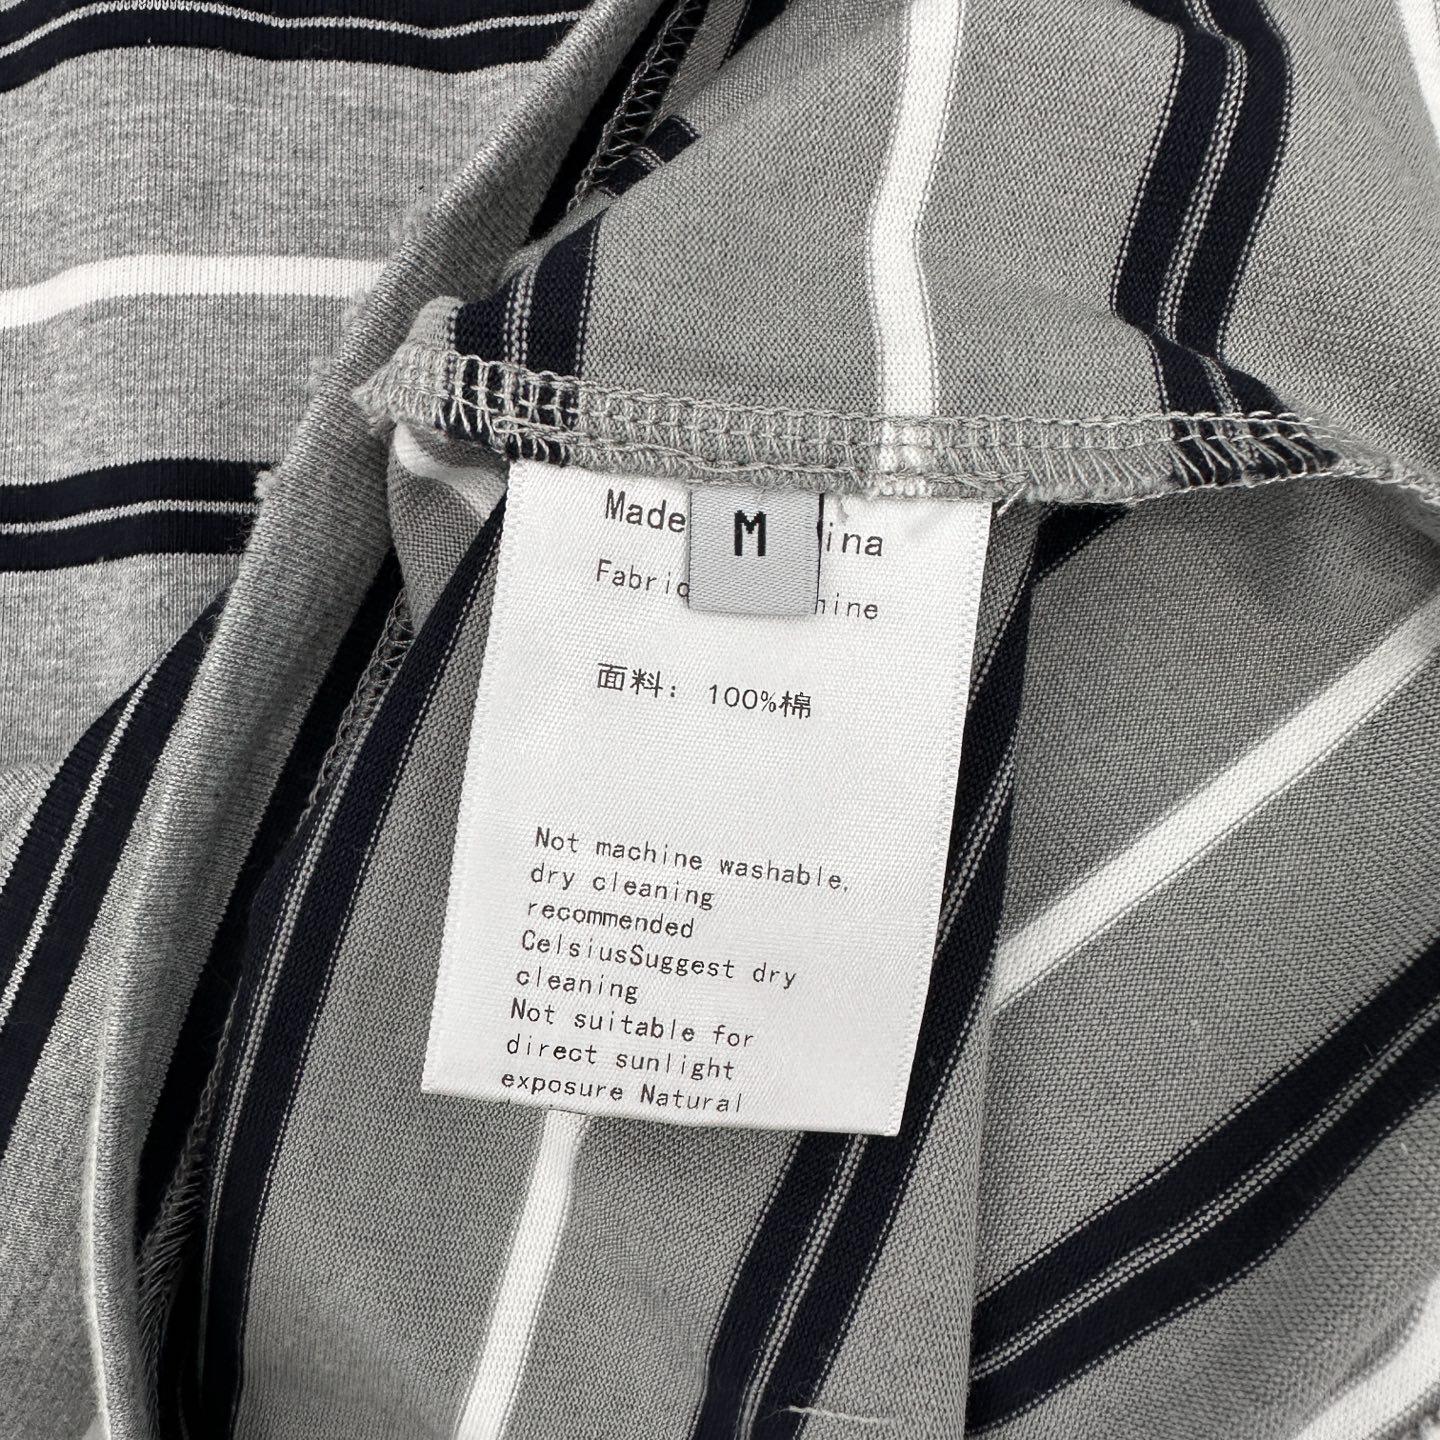 Made ina
M
Fabric
面料：100%棉
Not machine washable,
dry cleaning
recommended
CelsiusSuggest dry
cleaning
Not suitable for
direct sunlight
exposure Natural